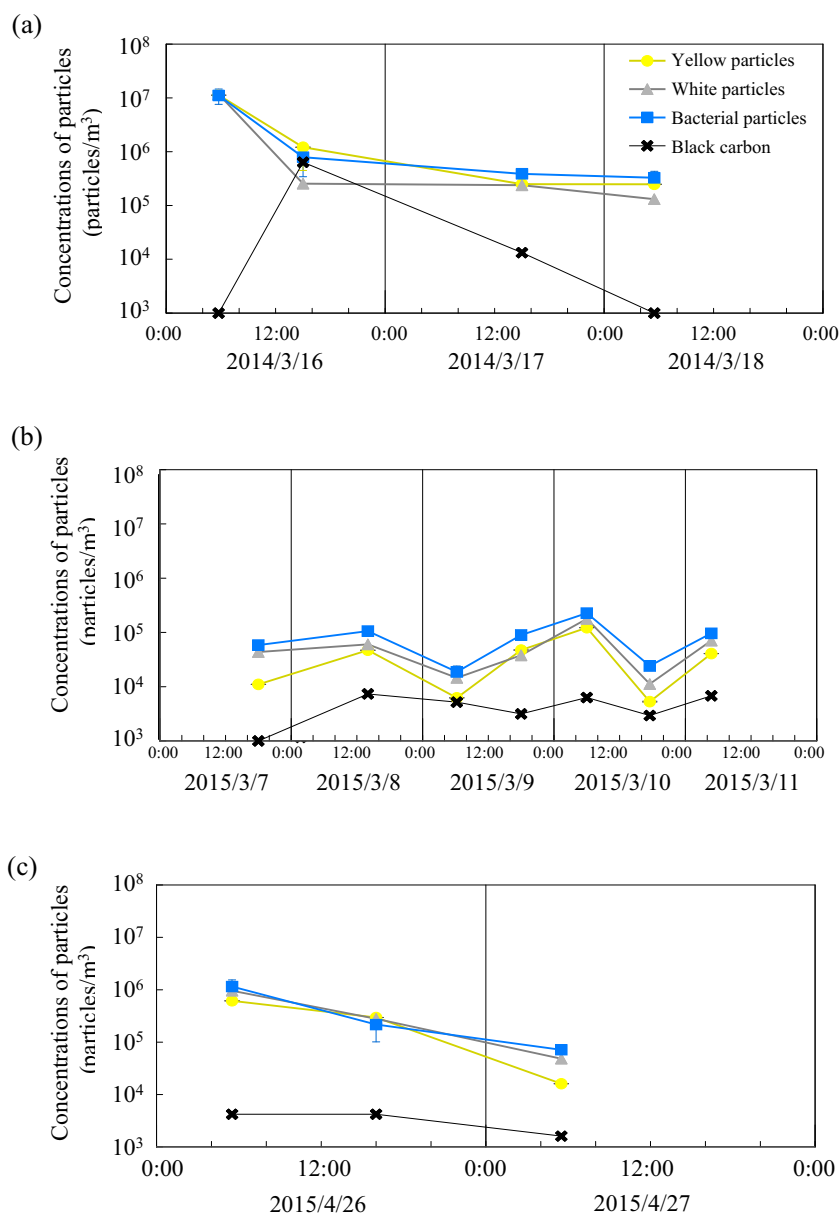 (a)
Concentrations of particles
(particles/m³)
10⁸
10⁷
10⁶
10⁵
10⁴
10³
Yellow particles
White particles
Bacterial particles
Black carbon
0:00 12:00 0:00 12:00 0:00 12:00 0:00
2014/3/16 2014/3/17 2014/3/18
(b)
Concentrations of particles
(particles/m³)
10⁸
10⁷
10⁶
10⁵
10⁴
10³
0:00 12:00 0:00 12:00 0:00 12:00 0:00 12:00 0:00 12:00 0:00
2015/3/7 2015/3/8 2015/3/9 2015/3/10 2015/3/11
(c)
Concentrations of particles
(particles/m³)
10⁸
10⁷
10⁶
10⁵
10⁴
10³
0:00 12:00 0:00 12:00 0:00
2015/4/26 2015/4/27